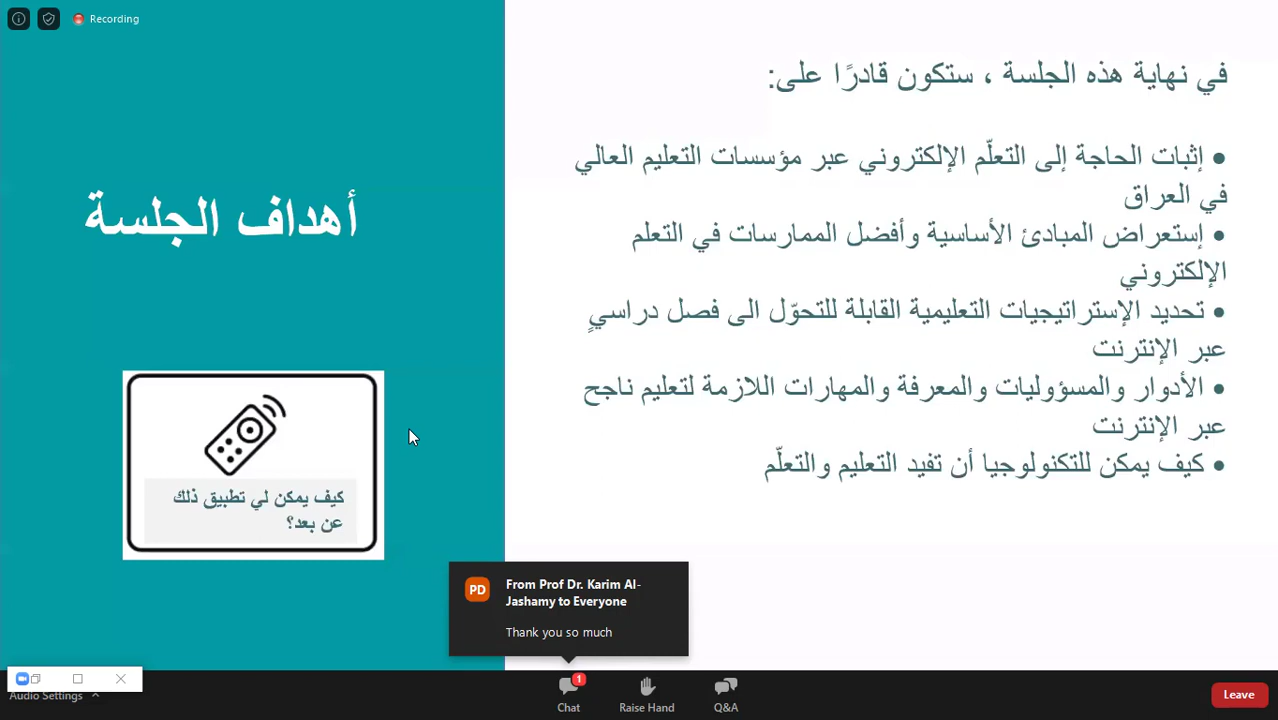 Recording
في نهاية هذه الجلسة ، ستكون قادرًا على:
• إثبات الحاجة إلى التعلّم الإلكتروني عبر مؤسسات التعليم العالي
في العراق
• إستعراض المبادئ الأساسية وأفضل الممارسات في التعلم
الإلكتروني
• تحديد الإستراتيجيات التعليمية القابلة للتحوّل الى فصل دراسيٍ
عبر الإنترنت
• الأدوار والمسؤوليات والمعرفة والمهارات اللازمة لتعليم ناجح
عبر الإنترنت
• كيف يمكن للتكنولوجيا أن تفيد التعليم والتعلّم
أهداف الجلسة
كيف يمكن لي تطبيق ذلك
عن بعد؟
PD
From Prof Dr. Karim Al-
Jashamy to Everyone
Thank you so much
Audio Settings
1
Chat
Raise Hand
Q&A
Leave